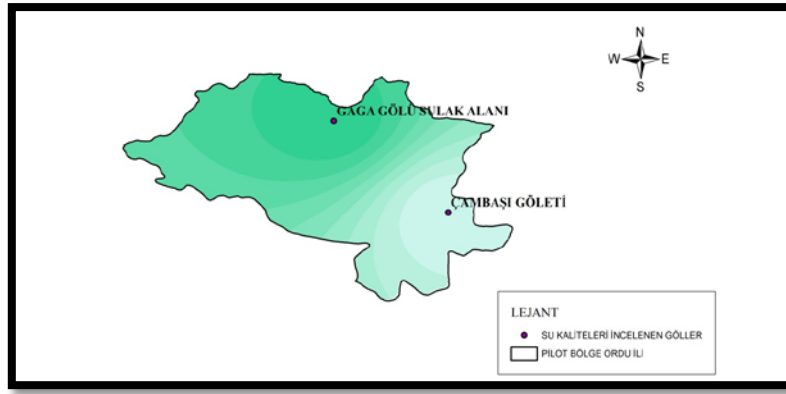 N
W E
S
GAGA GÖLÜ SULAK ALANI
ÇAMBAŞI GÖLETİ
LEJANT
SU KALİTELERİ İNCELENEN GÖLLER
PİLOT BÖLGE ORDU İLİ